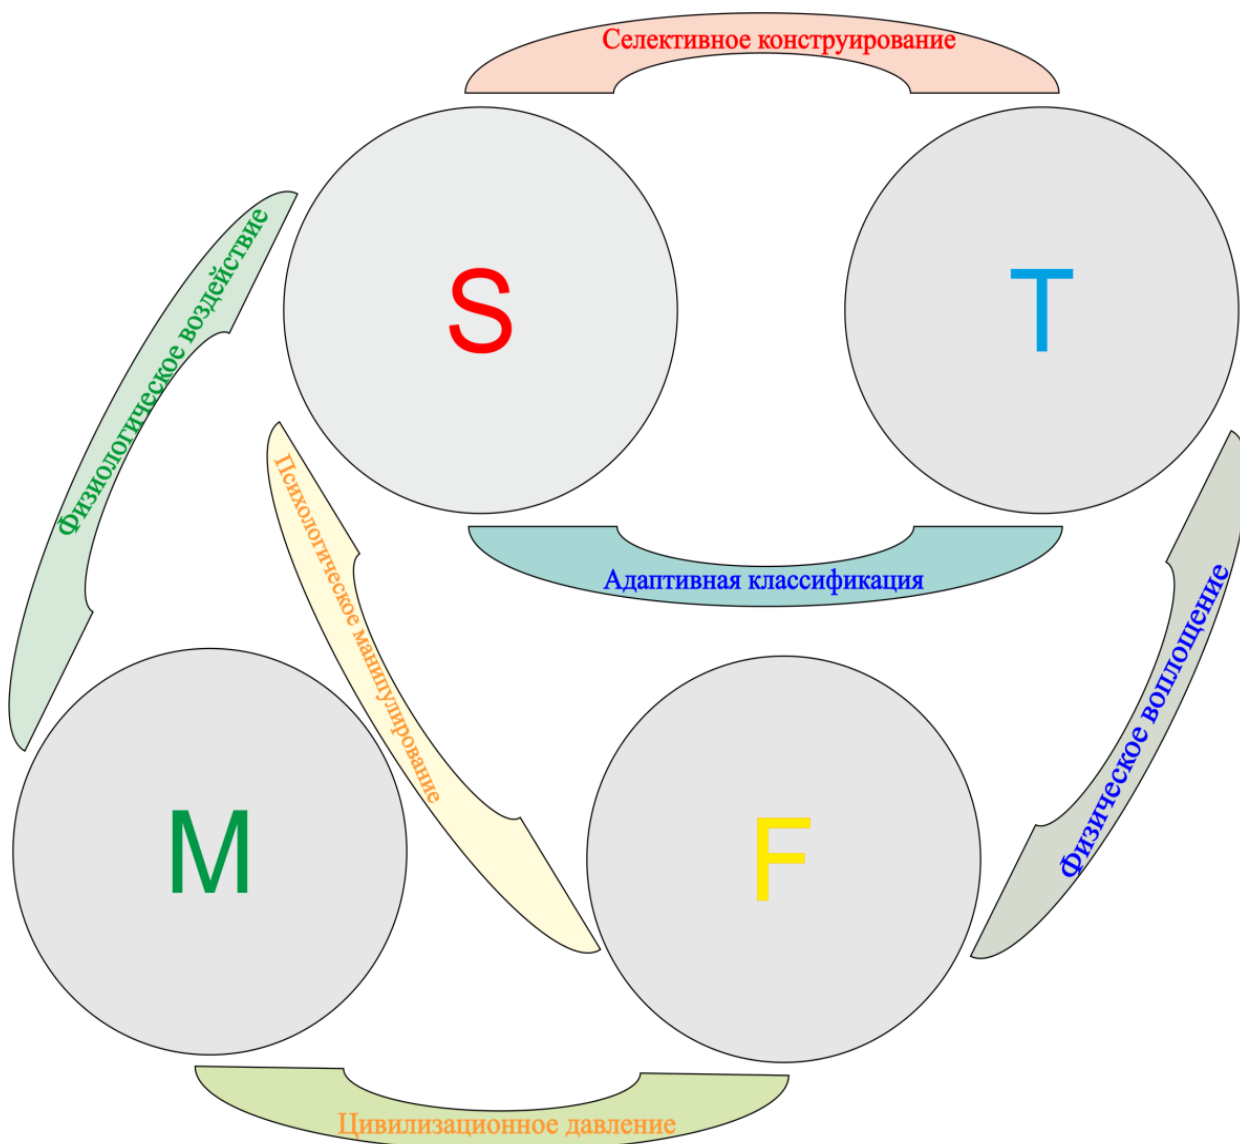 Селективное конструирование
S
T
Физиологическое воздействие
Психологическое манипулирование
Адаптивная классификация
Физическое воплощение
M
F
Цивилизационное давление